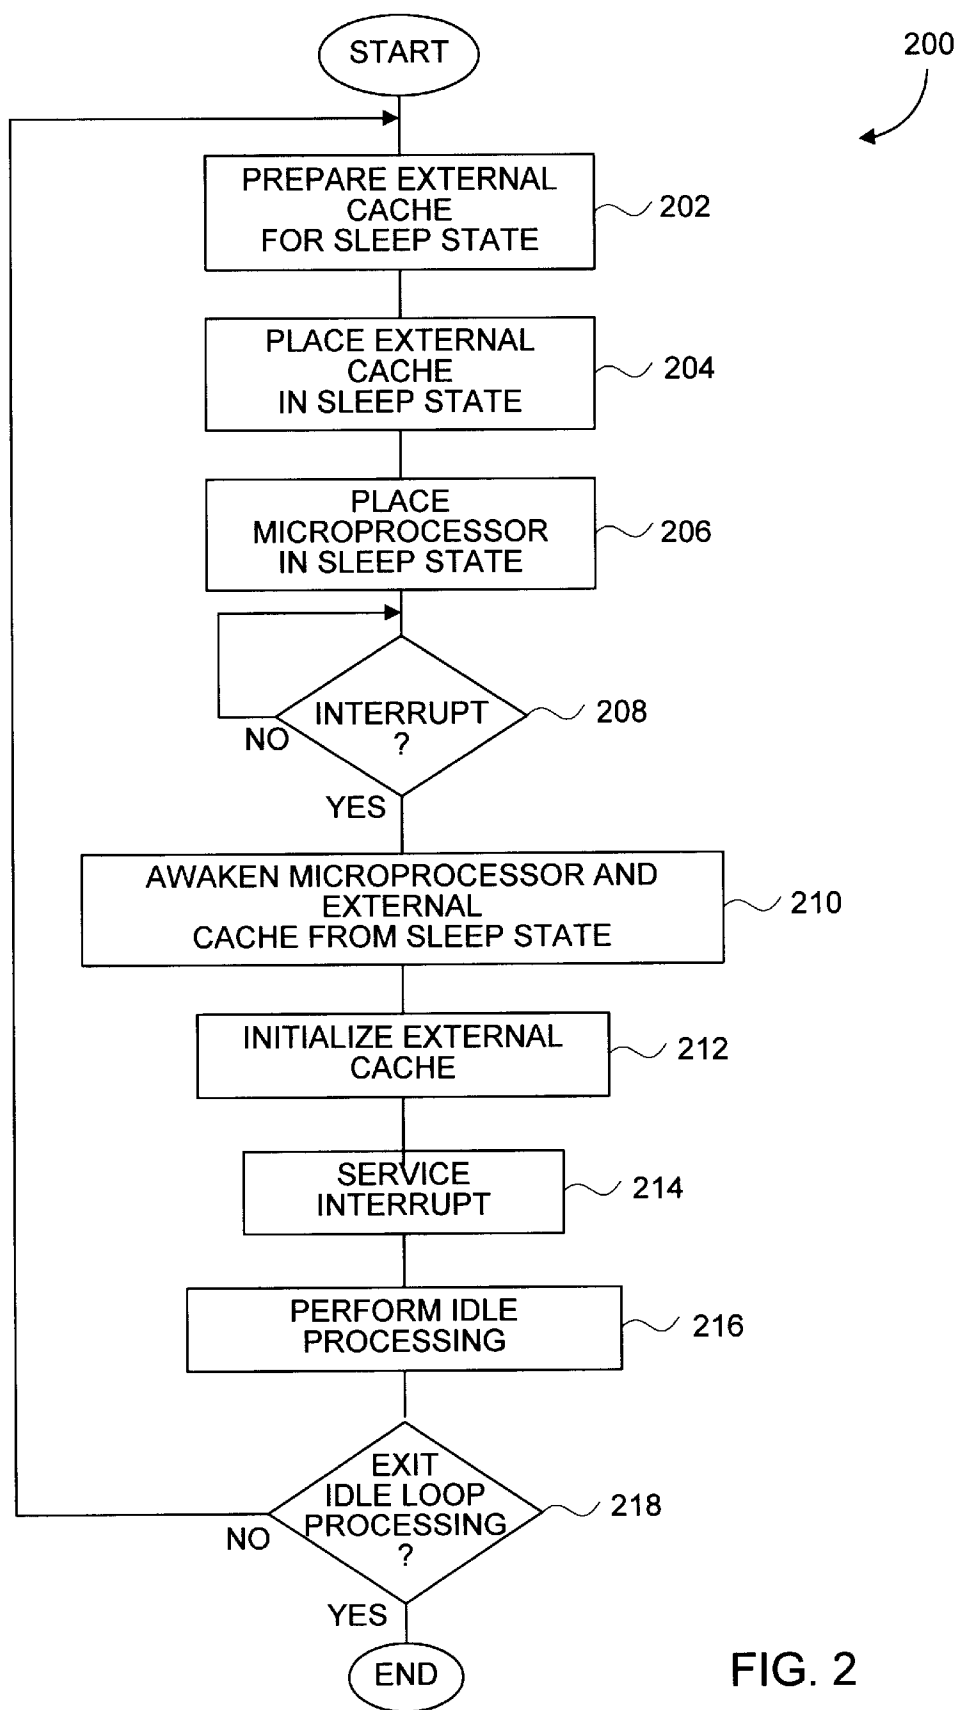 START
200
PREPARE EXTERNAL
CACHE
FOR SLEEP STATE
202
PLACE EXTERNAL
CACHE
IN SLEEP STATE
204
PLACE
MICROPROCESSOR
IN SLEEP STATE
206
INTERRUPT
?
208
NO
YES
AWAKEN MICROPROCESSOR AND
EXTERNAL
CACHE FROM SLEEP STATE
210
INITIALIZE EXTERNAL
CACHE
212
SERVICE
INTERRUPT
214
PERFORM IDLE
PROCESSING
216
EXIT
IDLE LOOP
PROCESSING
?
218
NO
YES
END
FIG. 2